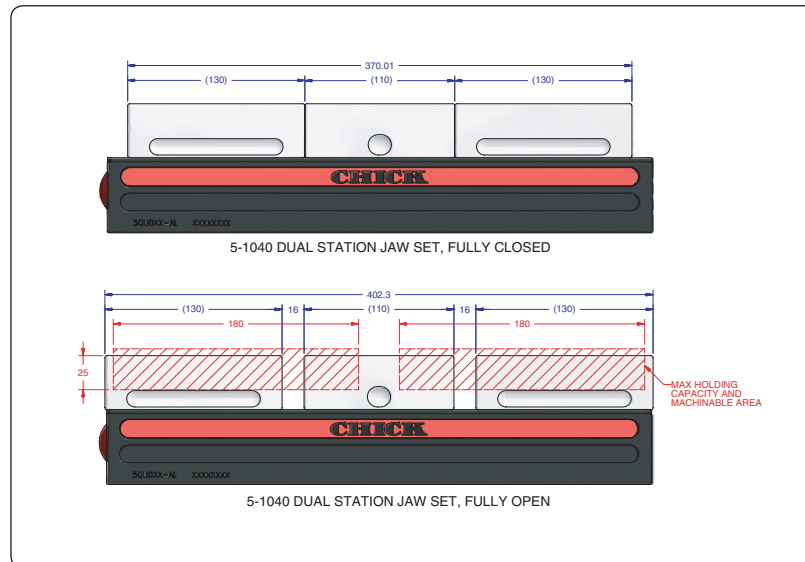 370.01
(130) (110) (130)
CHICK
5-1040 DUAL STATION JAW SET, FULLY CLOSED
402.3
(130) 16 (110) 16 (130)
180 180
25
MAX HOLDING
CAPACITY AND
MACHINABLE AREA
CHICK
5-1040 DUAL STATION JAW SET, FULLY OPEN